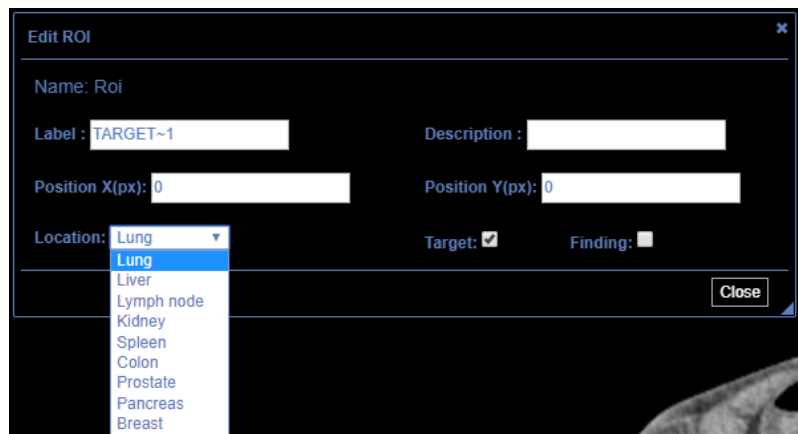 Edit ROI
Name: Roi
Label : TARGET~1 Description :
Position X(px): 0 Position Y(px): 0
Location: Lung Target: Finding:
Lung
Liver
Lymph node
Kidney
Spleen
Colon
Prostate
Pancreas
Breast
Close